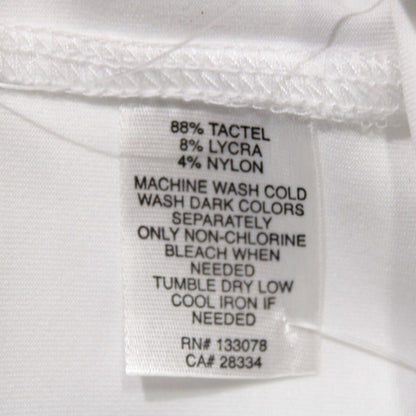 88% TACTEL
8% LYCRA
4% NYLON
MACHINE WASH COLD
WASH DARK COLORS
SEPARATELY
ONLY NON-CHLORINE
BLEACH WHEN
NEEDED
TUMBLE DRY LOW
COOL IRON IF
NEEDED
RN# 133078
CA# 28334